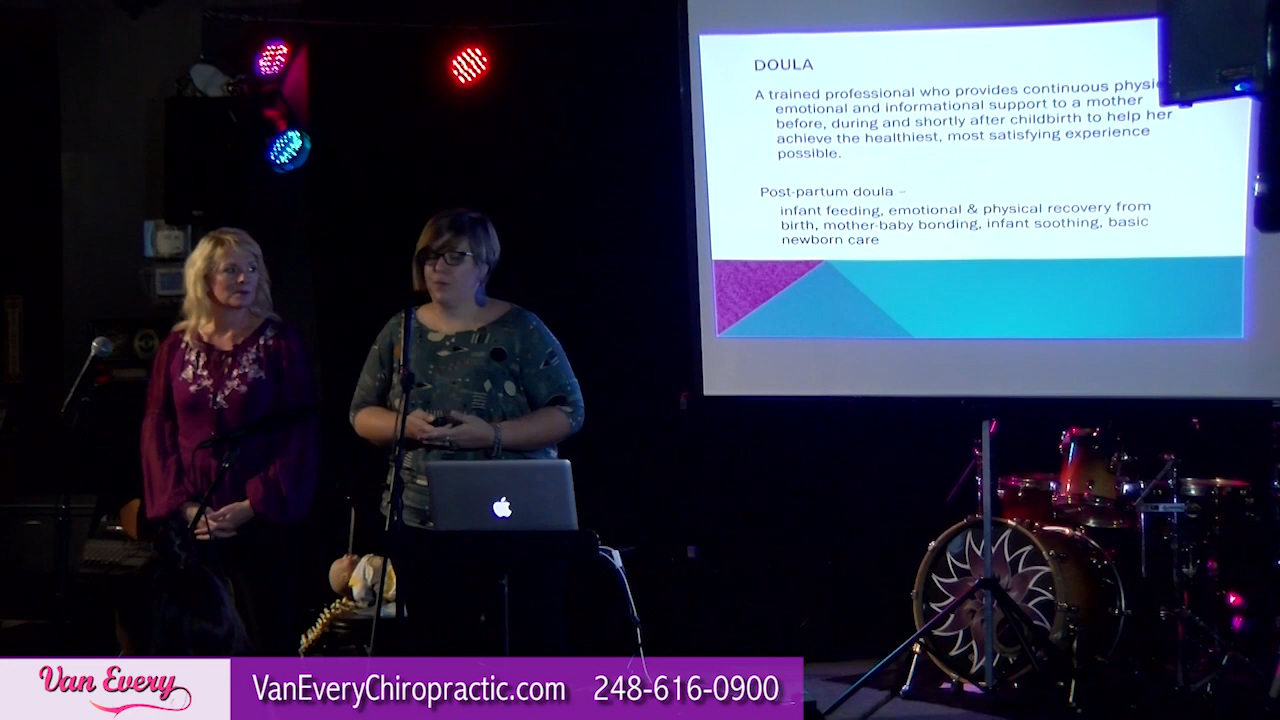 DOULA
A trained professional who provides continuous
emotional and informational support to a mother
before, during and shortly after childbirth to help her
achieve the healthiest, most satisfying experience
possible.
Post-partum doula –
infant feeding, emotional & physical recovery from
birth, mother-baby bonding, infant soothing, basic
newborn care
Van Every
VanEveryChiropractic.com 248-616-0900